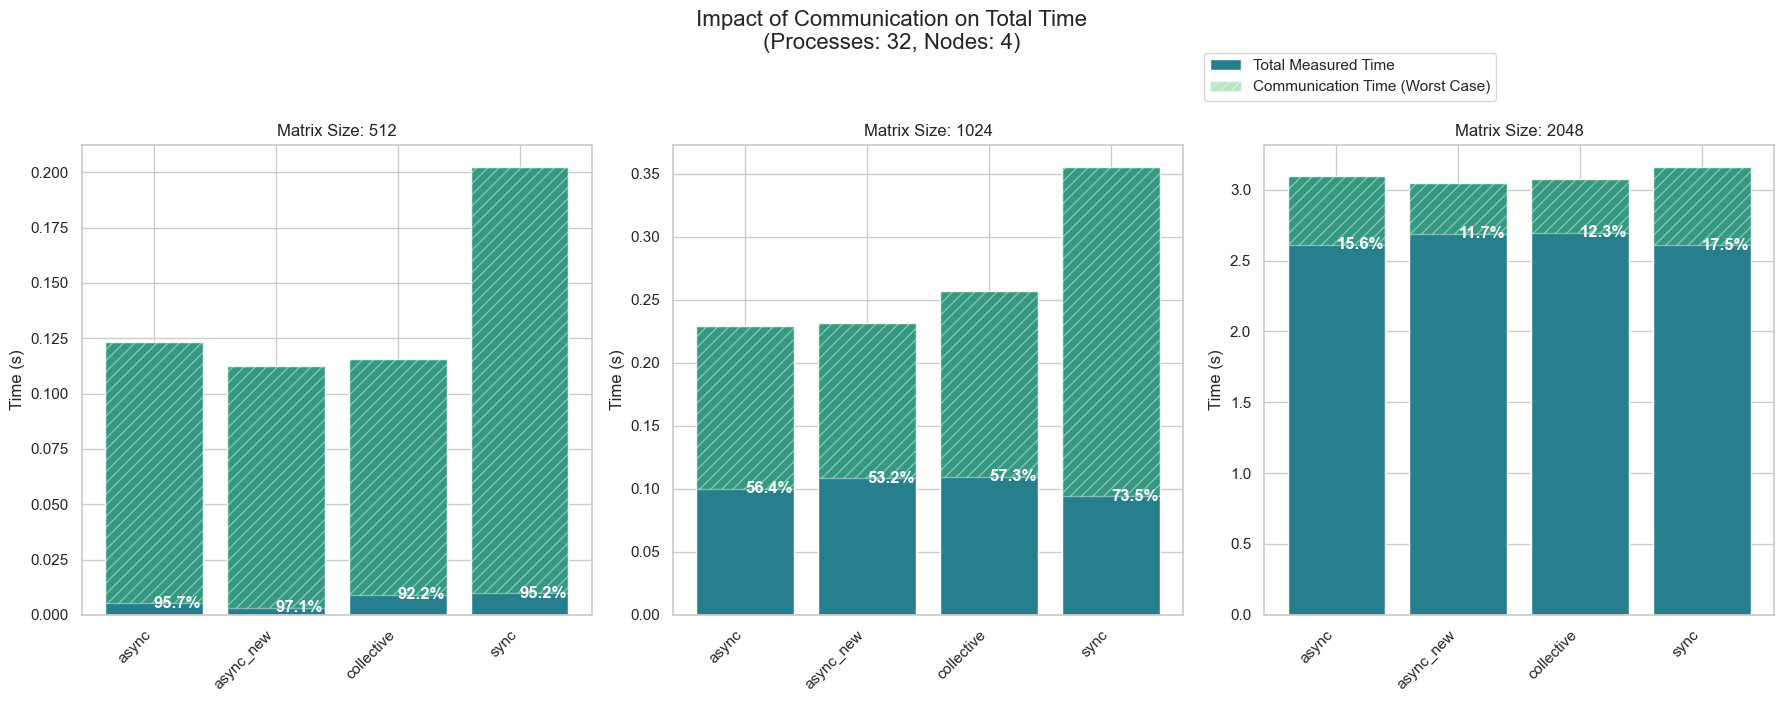 Impact of Communication on Total Time
(Processes: 32, Nodes: 4)
Total Measured Time
Communication Time (Worst Case)
Matrix Size: 512
Time (s)
0.200
0.175
0.150
0.125
0.100
0.075
0.050
0.025
0.000
95.7%
97.1%
92.2%
95.2%
async
async_new
collective
sync
Matrix Size: 1024
Time (s)
0.35
0.30
0.25
0.20
0.15
0.10
0.05
0.00
56.4%
53.2%
57.3%
73.5%
async
async_new
collective
sync
Matrix Size: 2048
Time (s)
3.0
2.5
2.0
1.5
1.0
0.5
0.0
15.6%
11.7%
12.3%
17.5%
async
async_new
collective
sync